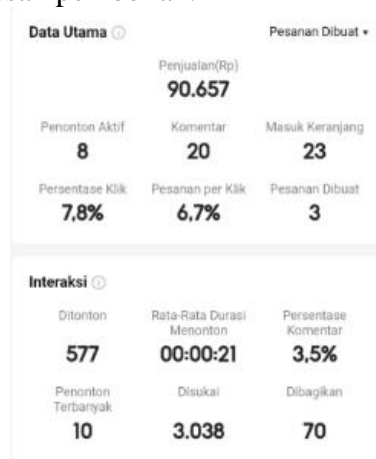 Data Utama
Pesanan Dibuat
Penjualan(Rp)
90.657
Penonton Aktif Komentar Masuk Keranjang
8 20 23
Persentase Klik Pesanan per Klik Pesanan Dibuat
7,8% 6,7% 3
Interaksi
Ditonton Rata-Rata Durasi Menonton Persentase Komentar
577 00:00:21 3,5%
Penonton Terbanyak Disukai Dibagikan
10 3.038 70